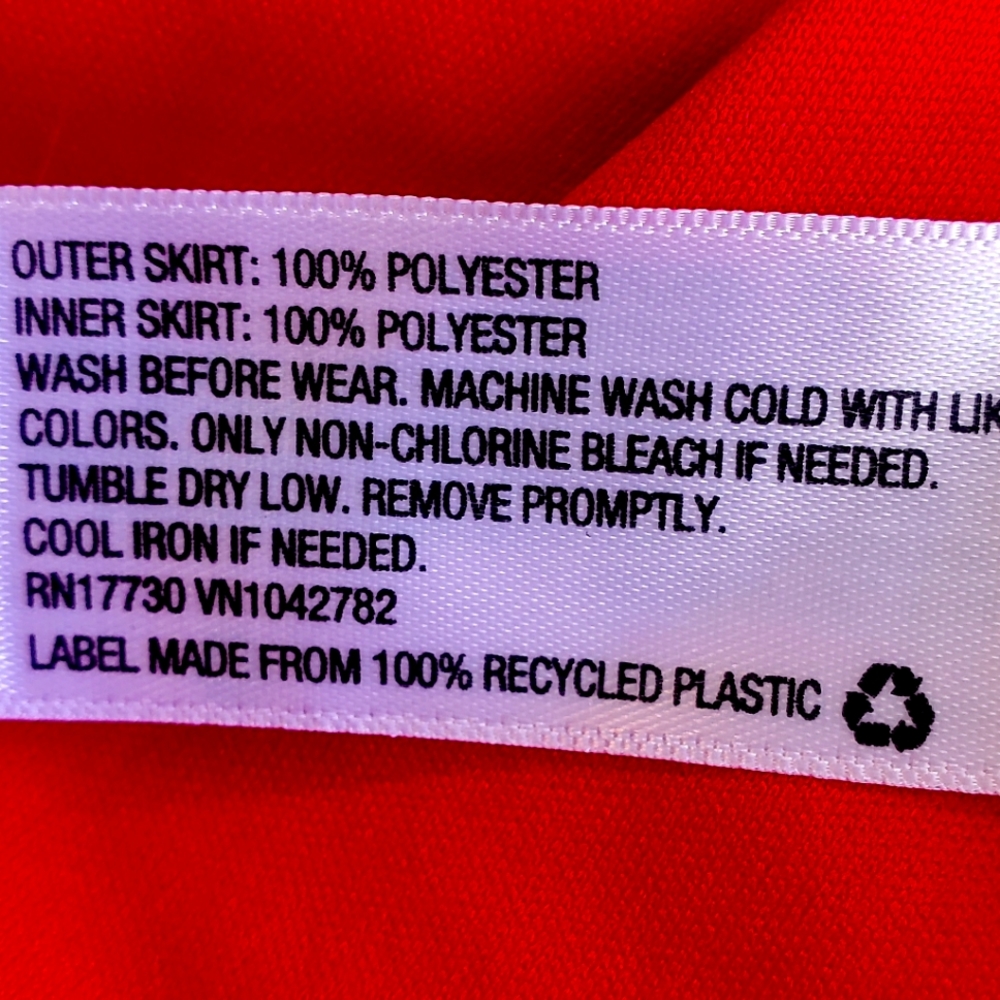 OUTER SKIRT: 100% POLYESTER
INNER SKIRT: 100% POLYESTER
WASH BEFORE WEAR. MACHINE WASH COLD WITH LIK
COLORS. ONLY NON-CHLORINE BLEACH IF NEEDED.
TUMBLE DRY LOW. REMOVE PROMPTLY.
COOL IRON IF NEEDED.
RN17730 VN1042782
LABEL MADE FROM 100% RECYCLED PLASTIC